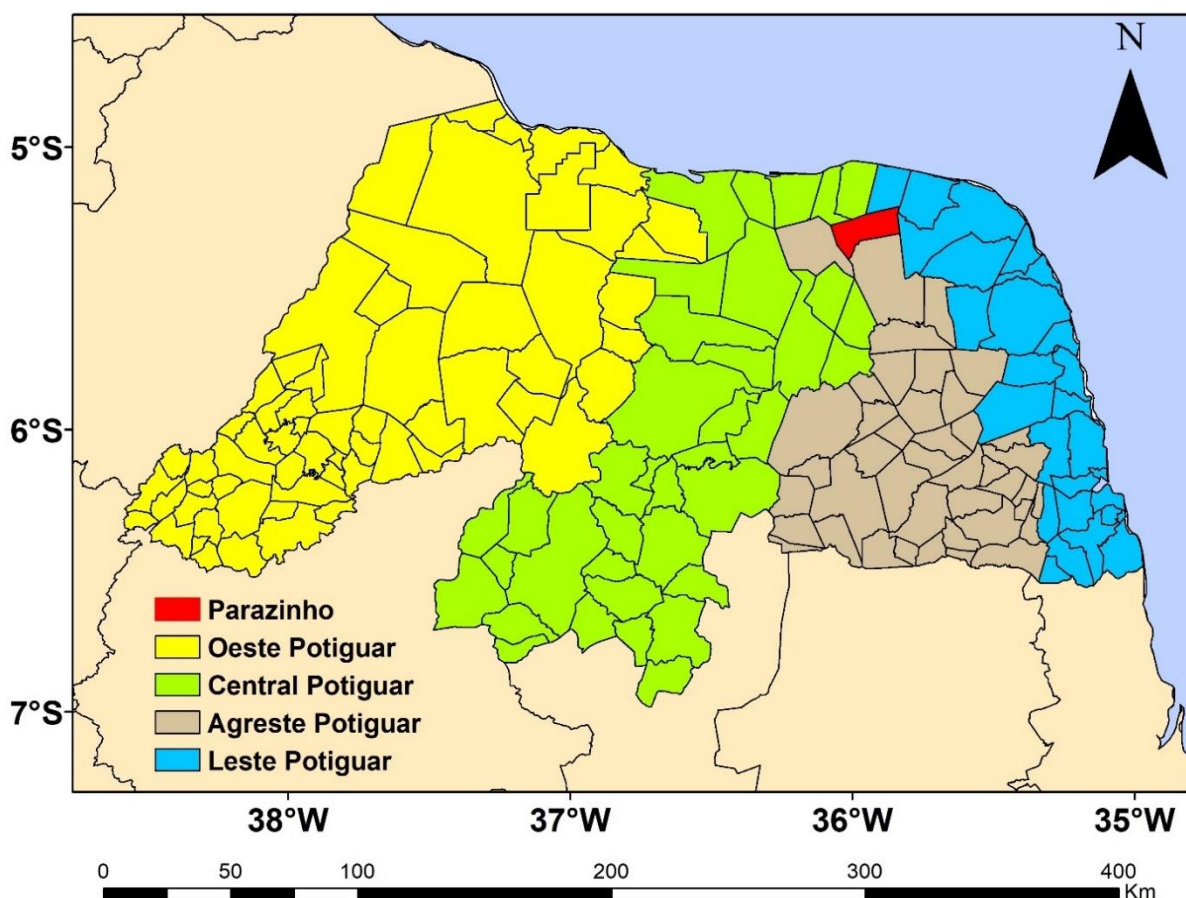 N
5°S
6°S
7°S
Parazinho
Oeste Potiguar
Central Potiguar
Agreste Potiguar
Leste Potiguar
38°W 37°W 36°W 35°W
0 50 100 200 300 400
Km